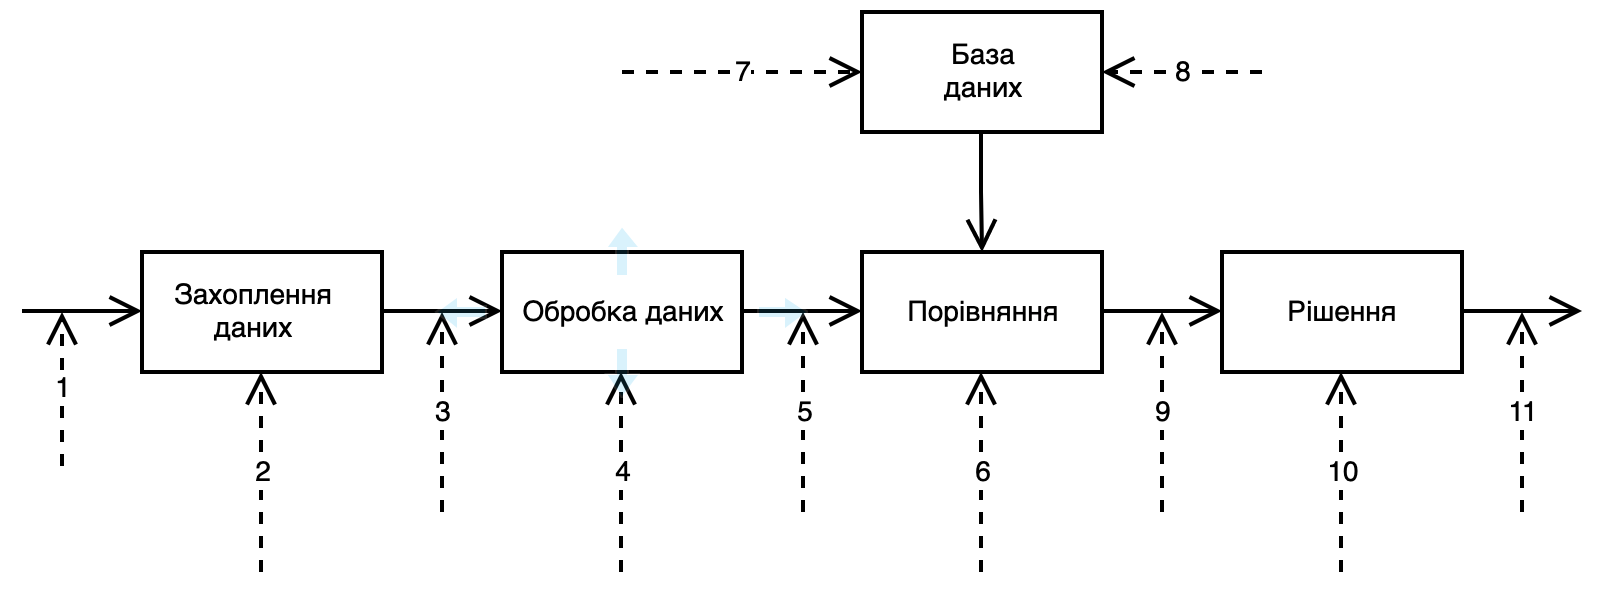 База
даних
7
8
Захоплення
даних
Обробка даних
Порівняння
Рішення
1
3
5
9
11
2
4
6
10